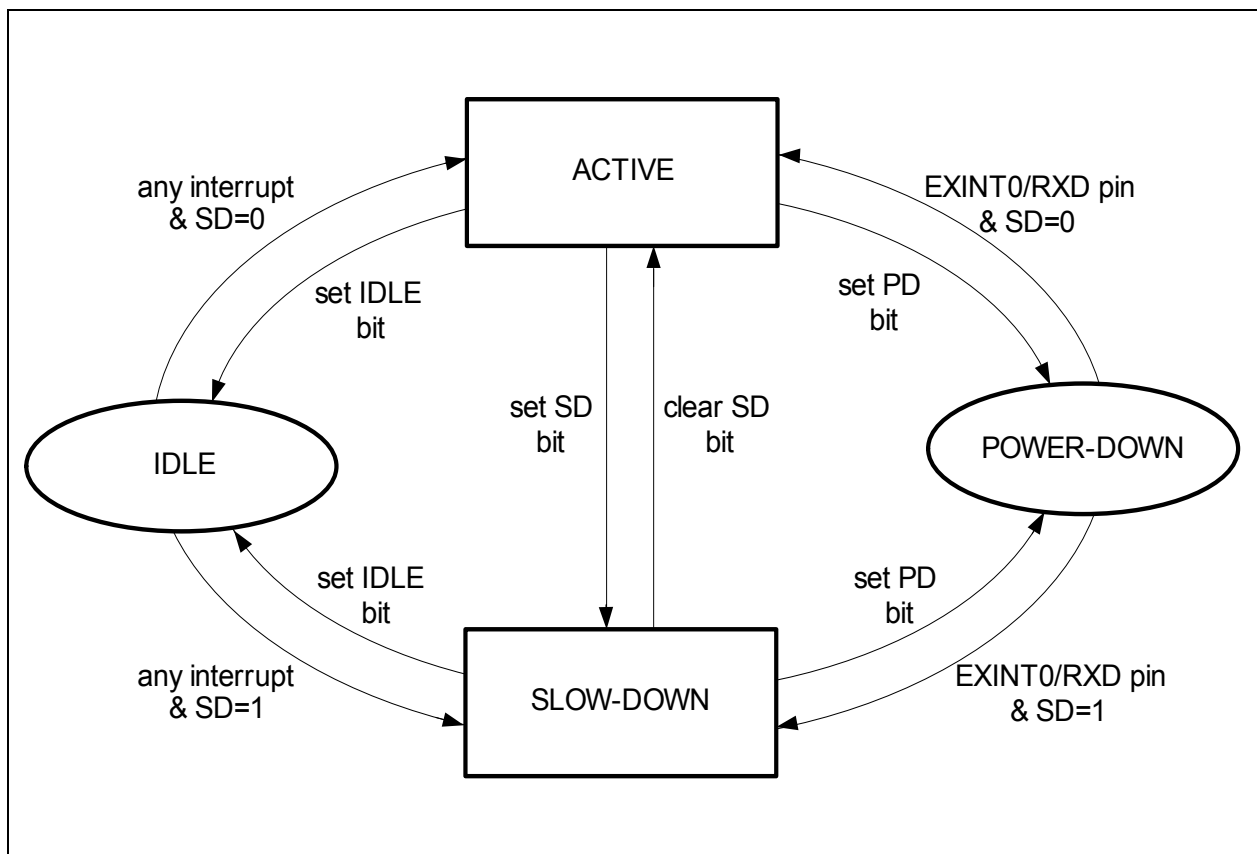 ACTIVE
any interrupt
& SD=0
EXINT0/RXD pin
& SD=0
set IDLE
bit
set PD
bit
set SD
bit
clear SD
bit
IDLE
POWER-DOWN
set IDLE
bit
set PD
bit
any interrupt
& SD=1
SLOW-DOWN
EXINT0/RXD pin
& SD=1